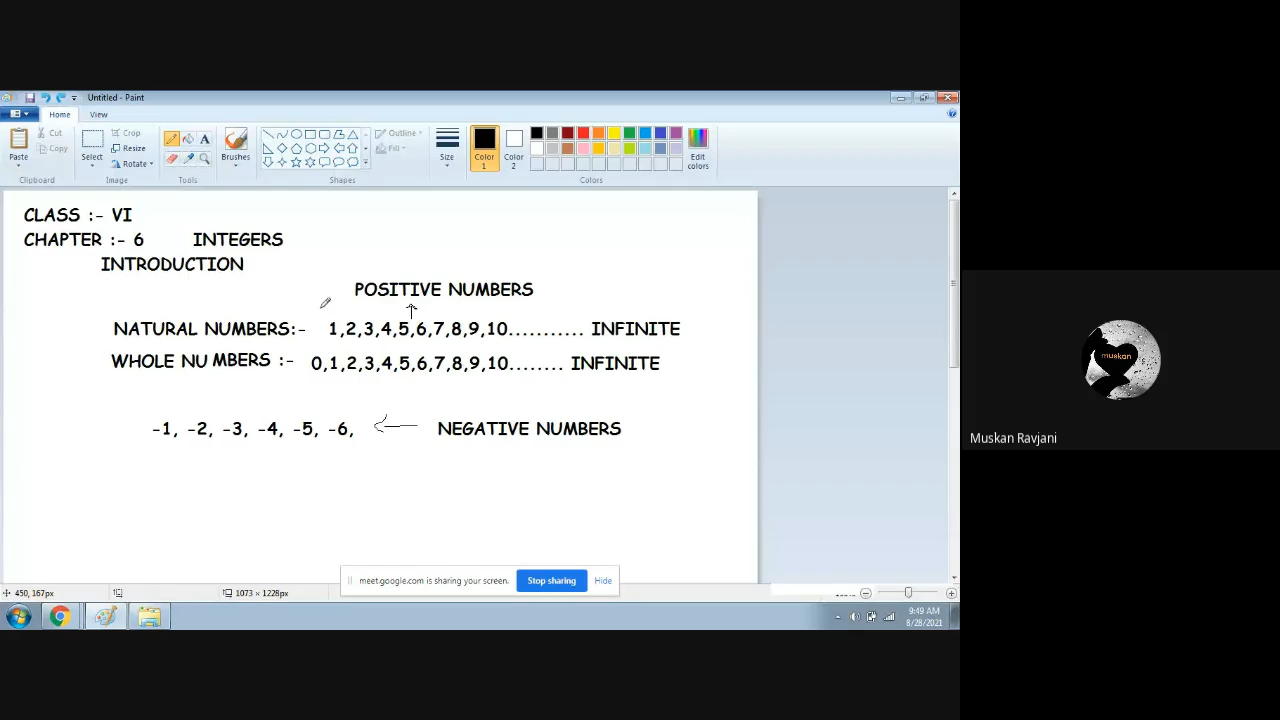 Untitled - Paint
Home View
Paste
Cut
Copy
Clipboard
Select
Crop
Resize
Rotate
Image
Tools
Brushes
Shapes
Outline
Fill
Size
Color 1
Color 2
Edit colors
Colors
CLASS :- VI
CHAPTER :- 6 INTEGERS
INTRODUCTION
POSITIVE NUMBERS
NATURAL NUMBERS:- 1,2,3,4,5,6,7,8,9,10........... INFINITE
WHOLE NU MBERS :- 0,1,2,3,4,5,6,7,8,9,10........ INFINITE
-1, -2, -3, -4, -5, -6, NEGATIVE NUMBERS
muskan
Muskan Ravjani
meet.google.com is sharing your screen. Stop sharing Hide
450, 167px 1073 × 1228px
9:49 AM
8/28/2021